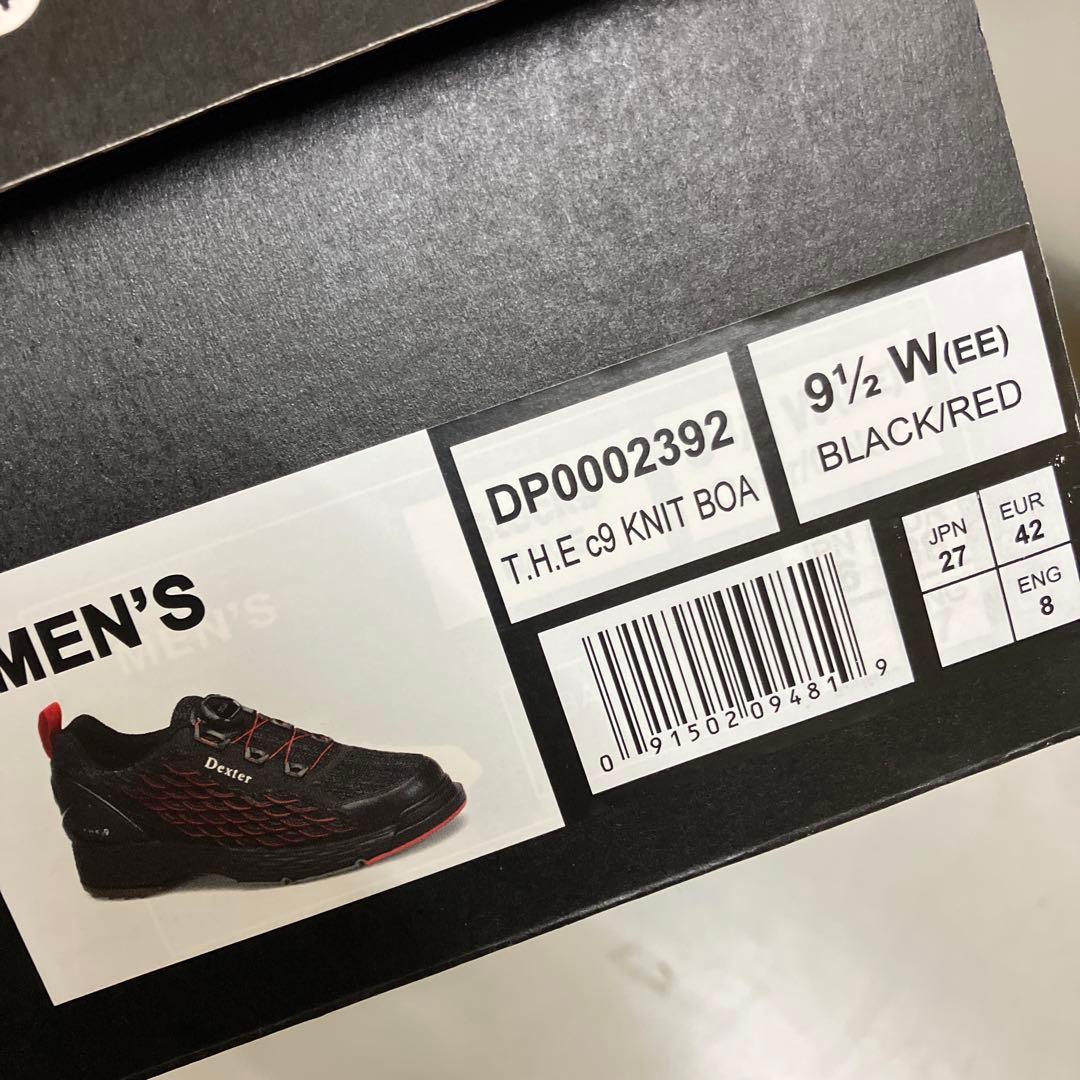 MEN'S
Dexter
DP0002392
T.H.E c9 KNIT BOA
9½ W(EE)
BLACK/RED
0 91502 09481 9
JPN
27
EUR
42
ENG
8